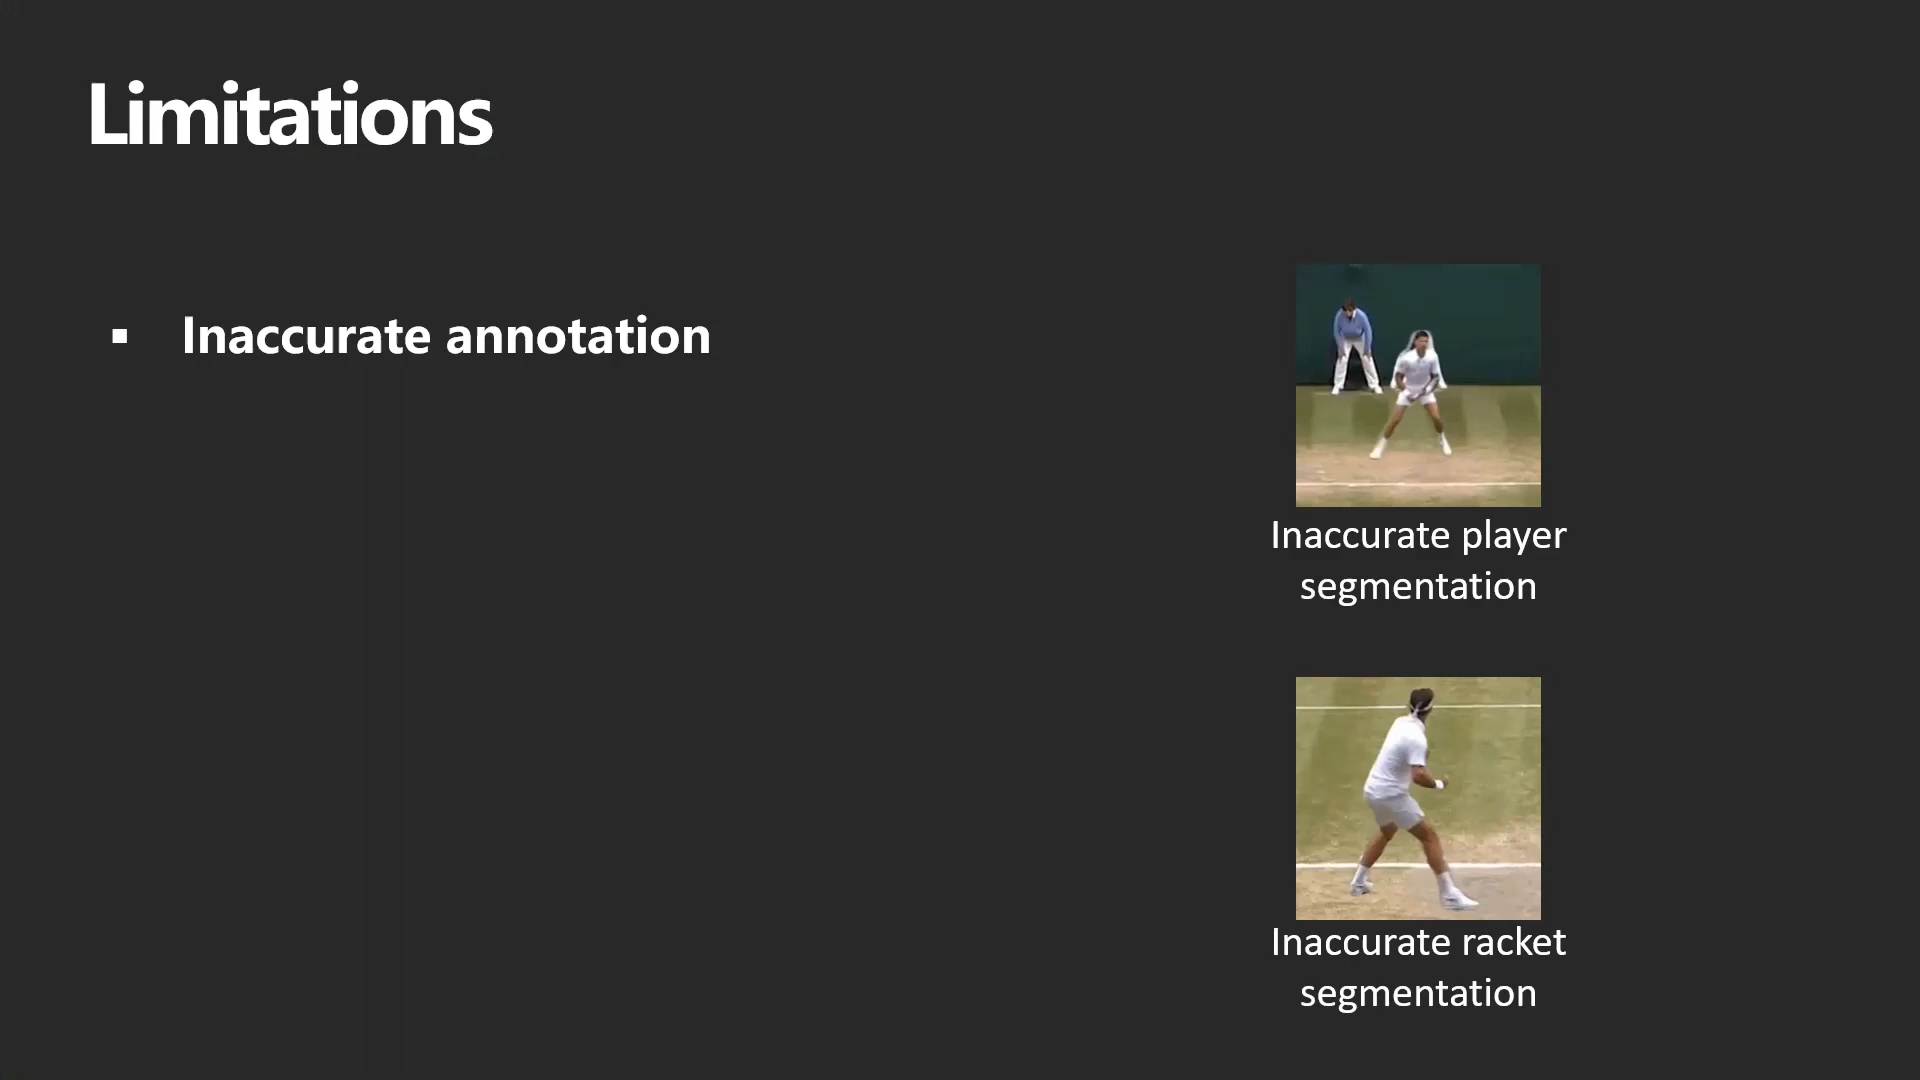 Limitations
▪ Inaccurate annotation
Inaccurate player
segmentation
Inaccurate racket
segmentation